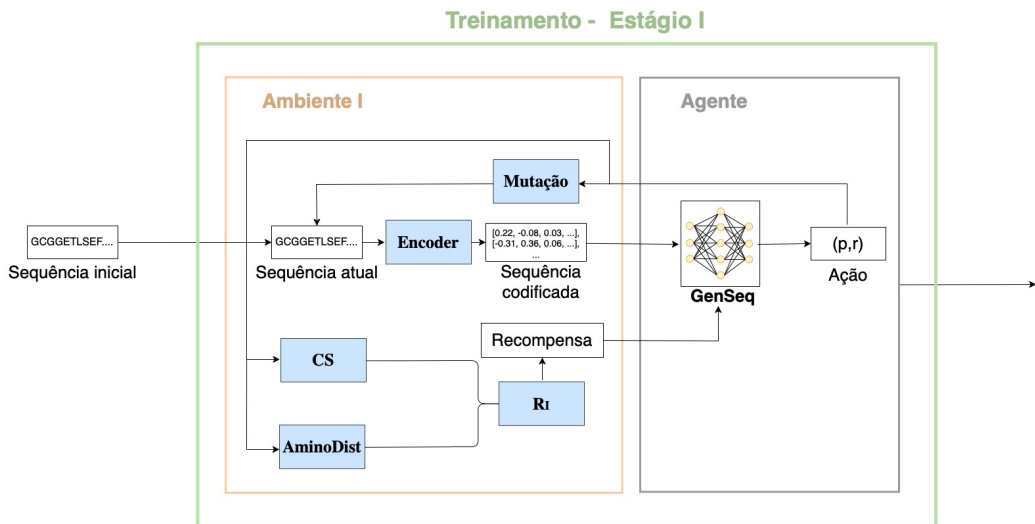 Treinamento - Estágio I
Ambiente I
Agente
Mutação
GCGGETLSEF....
Sequência inicial
GCGGETLSEF....
Sequência atual
Encoder
[0.22, -0.08, 0.03, ...],
[-0.31, 0.36, 0.06, ...],
...
Sequência
codificada
GenSeq
(p,r)
Ação
Recompensa
CS
RI
AminoDist